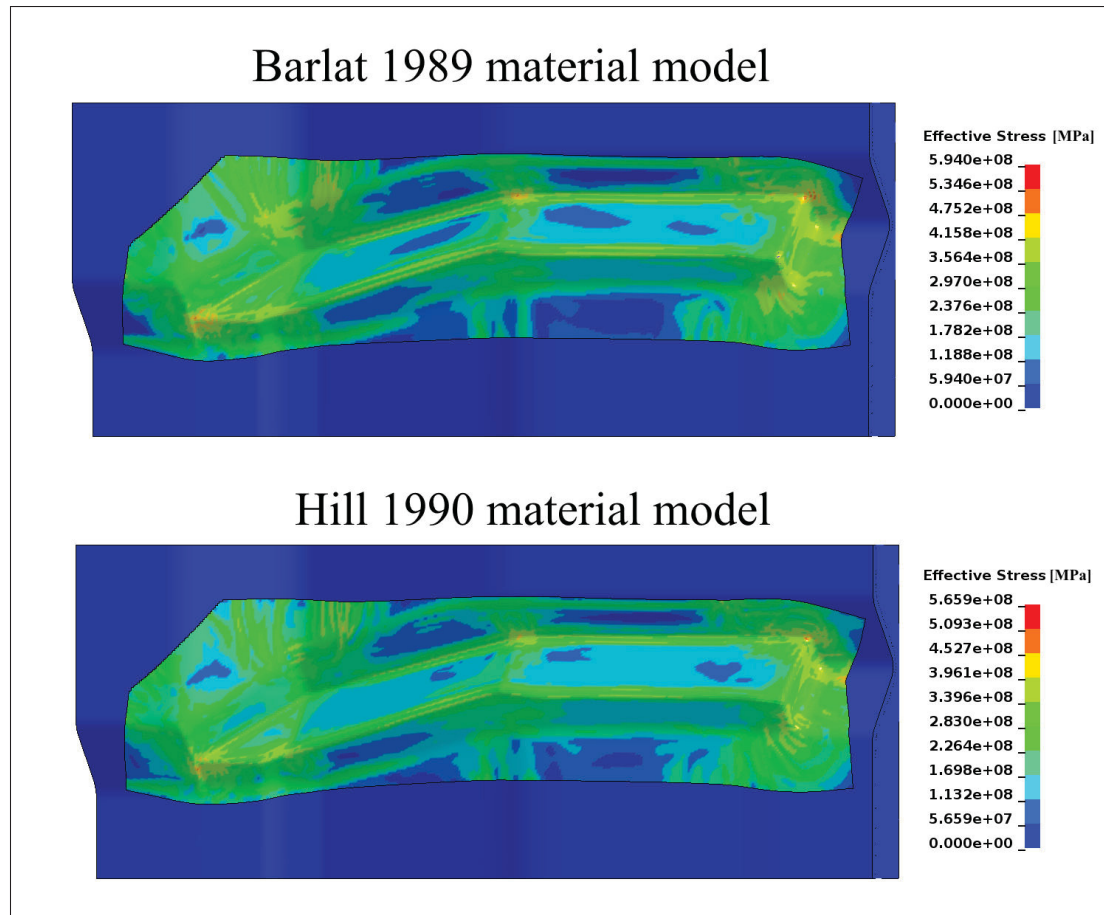 Barlat 1989 material model
Effective Stress [MPa]
5.940e+08
5.346e+08
4.752e+08
4.158e+08
3.564e+08
2.970e+08
2.376e+08
1.782e+08
1.188e+08
5.940e+07
0.000e+00
Hill 1990 material model
Effective Stress [MPa]
5.659e+08
5.093e+08
4.527e+08
3.961e+08
3.396e+08
2.830e+08
2.264e+08
1.698e+08
1.132e+08
5.659e+07
0.000e+00